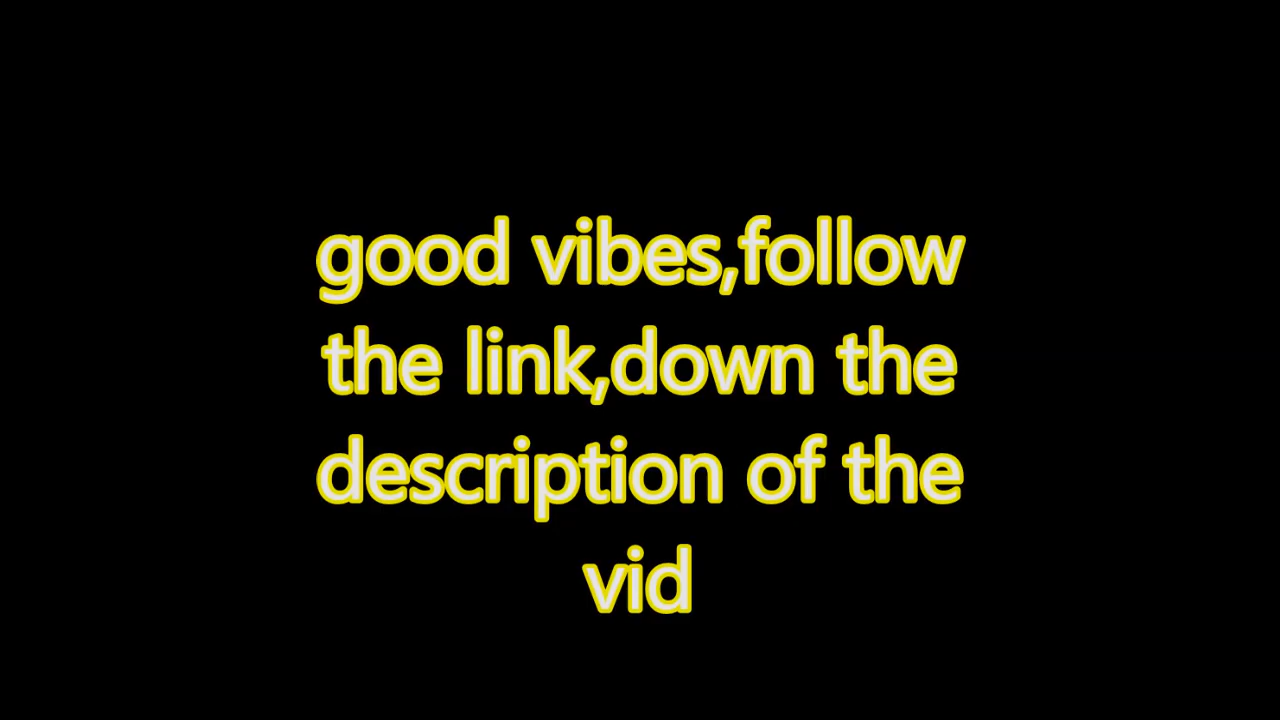 good vibes,follow
the link,down the
description of the
vid